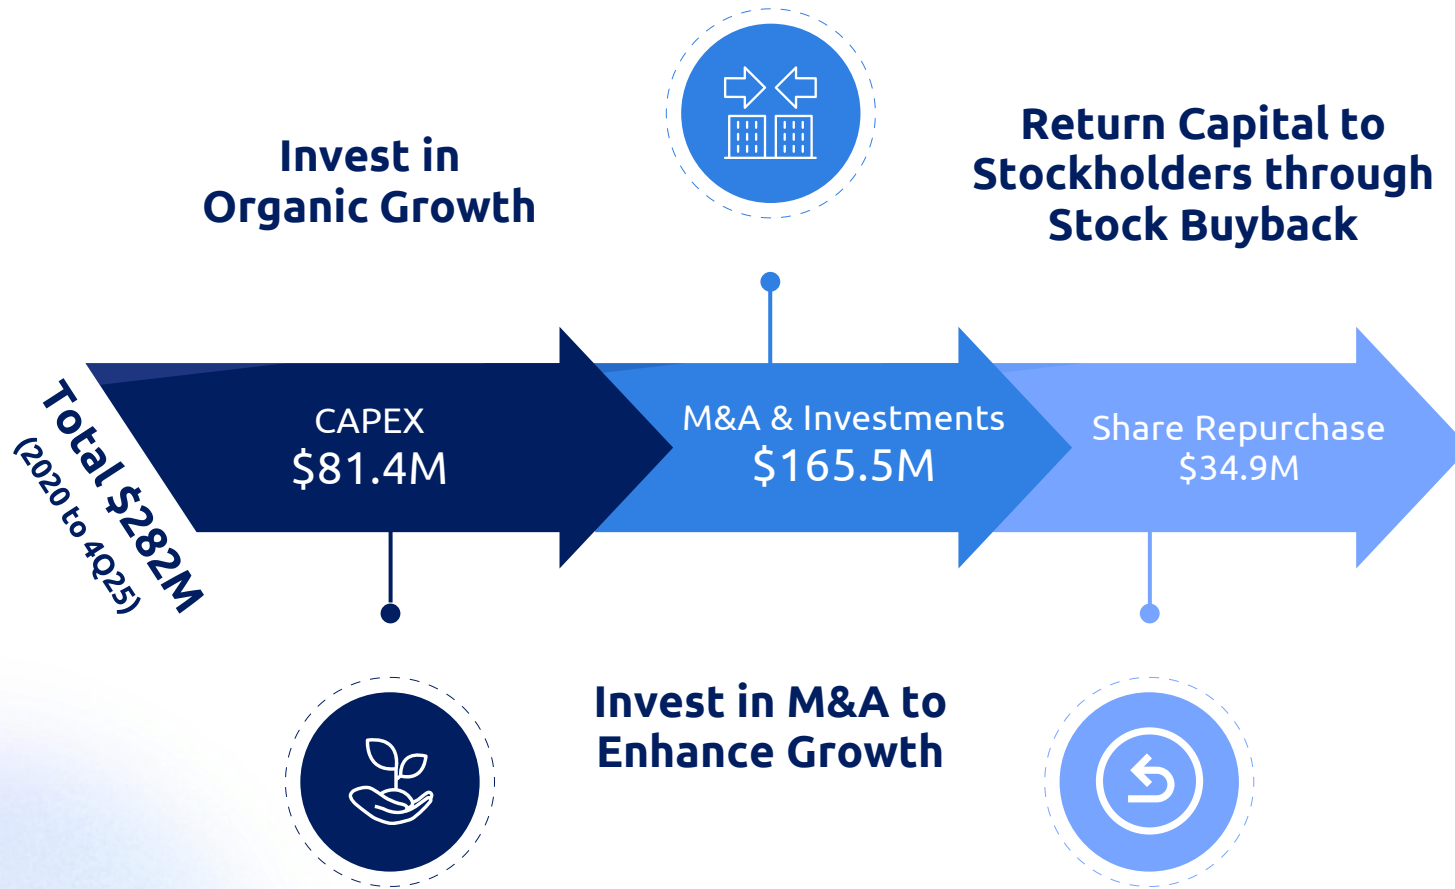 Invest in
Organic Growth
Return Capital to
Stockholders through
Stock Buyback
Total $282M
(2020 to 4Q25)
CAPEX
$81.4M
M&A & Investments
$165.5M
Share Repurchase
$34.9M
Invest in M&A to
Enhance Growth